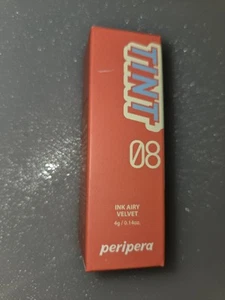 TINT
08
INK AIRY
VELVET
4g / 0.14oz.
peripera